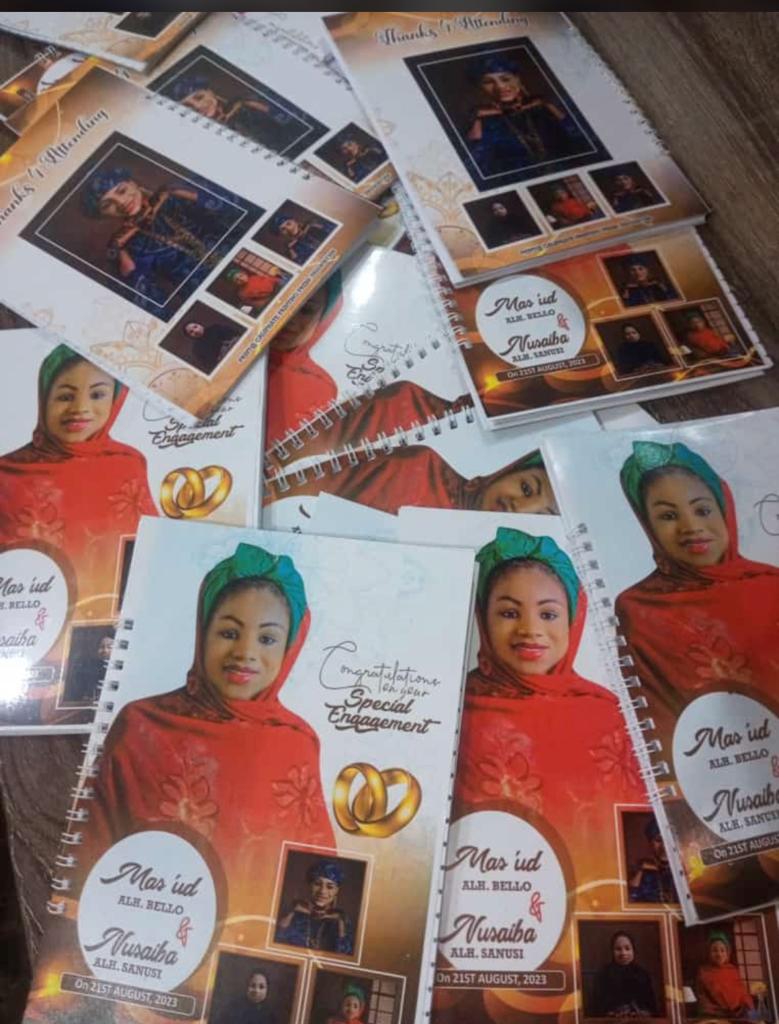 Thanks 4 Attending
Thanks 4 Attending
Mas'ud
ALH. BELLO
&
Nusaiba
ALH. SANUSI
On 21ST AUGUST, 2023
Special
Engagement
Mas'ud
ALH. BELLO
&
Congratulations
on your
Special
Engagement
Mas'ud
ALH. BELLO
&
Nusaiba
ALH. SANUSI
On 21ST AUGUST, 2023
Mas'ud
ALH. BELLO
&
Nusaiba
ALH. SANUSI
On 21ST AUGUST, 2023
Mas'ud
ALH. BELLO
&
Nusaiba
ALH. SANUSI
On 21ST AUGUST